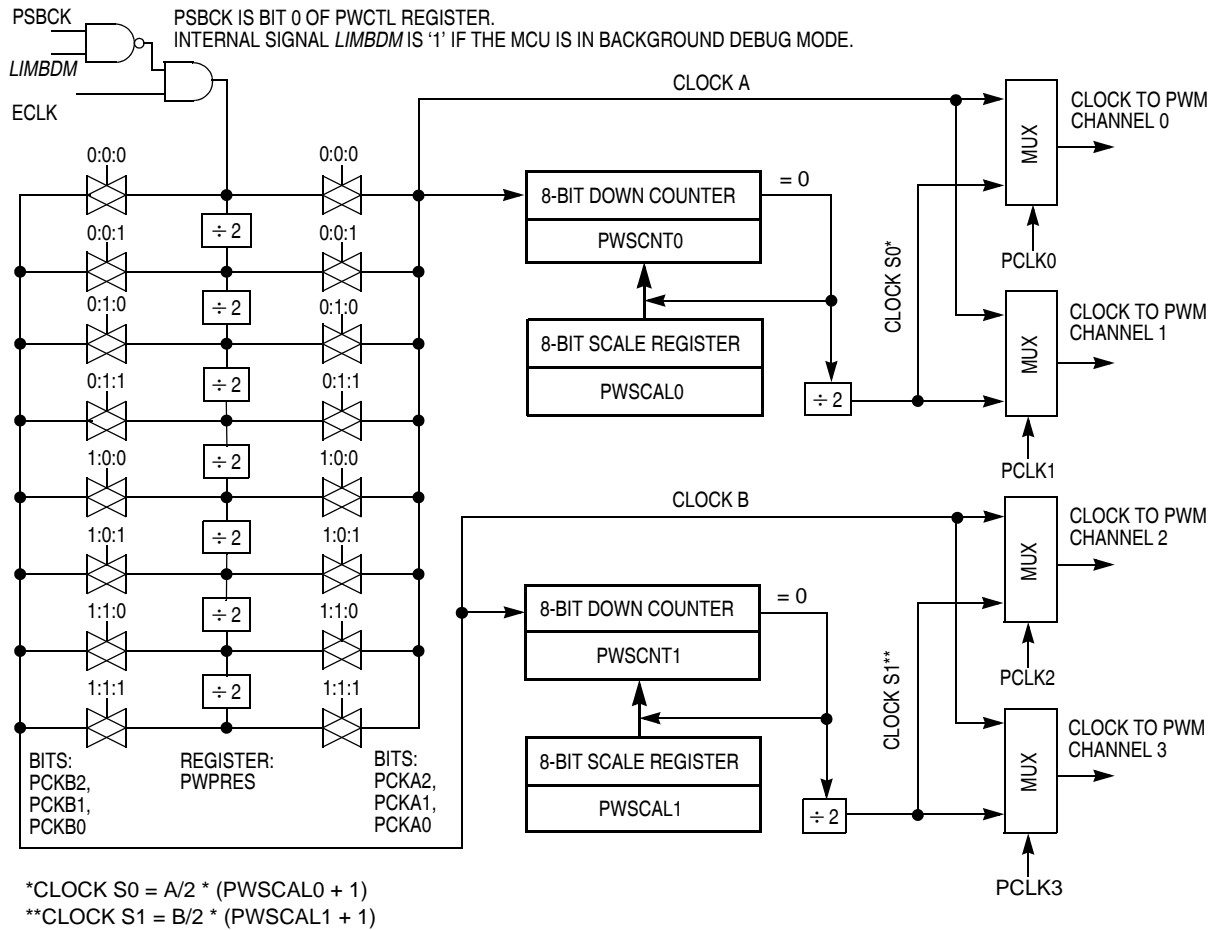 PSBCK
PSBCK IS BIT 0 OF PWCTL REGISTER.
INTERNAL SIGNAL LIMBDM IS ‘1’ IF THE MCU IS IN BACKGROUND DEBUG MODE.
LIMBDM
ECLK
CLOCK A
CLOCK TO PWM
CHANNEL 0
MUX
PCLK0
0:0:0
0:0:0
÷ 2
0:0:1
0:0:1
÷ 2
0:1:0
0:1:0
÷ 2
0:1:1
0:1:1
÷ 2
1:0:0
1:0:0
÷ 2
1:0:1
1:0:1
÷ 2
1:1:0
1:1:0
÷ 2
1:1:1
1:1:1
8-BIT DOWN COUNTER
= 0
PWSCNT0
8-BIT SCALE REGISTER
PWSCAL0
÷ 2
CLOCK S0*
CLOCK TO PWM
CHANNEL 1
MUX
PCLK1
CLOCK B
CLOCK TO PWM
CHANNEL 2
MUX
PCLK2
8-BIT DOWN COUNTER
= 0
PWSCNT1
8-BIT SCALE REGISTER
PWSCAL1
÷ 2
CLOCK S1**
CLOCK TO PWM
CHANNEL 3
MUX
PCLK3
BITS:
PCKB2,
PCKB1,
PCKB0
REGISTER:
PWPRES
BITS:
PCKA2,
PCKA1,
PCKA0
*CLOCK S0 = A/2 * (PWSCAL0 + 1)
**CLOCK S1 = B/2 * (PWSCAL1 + 1)